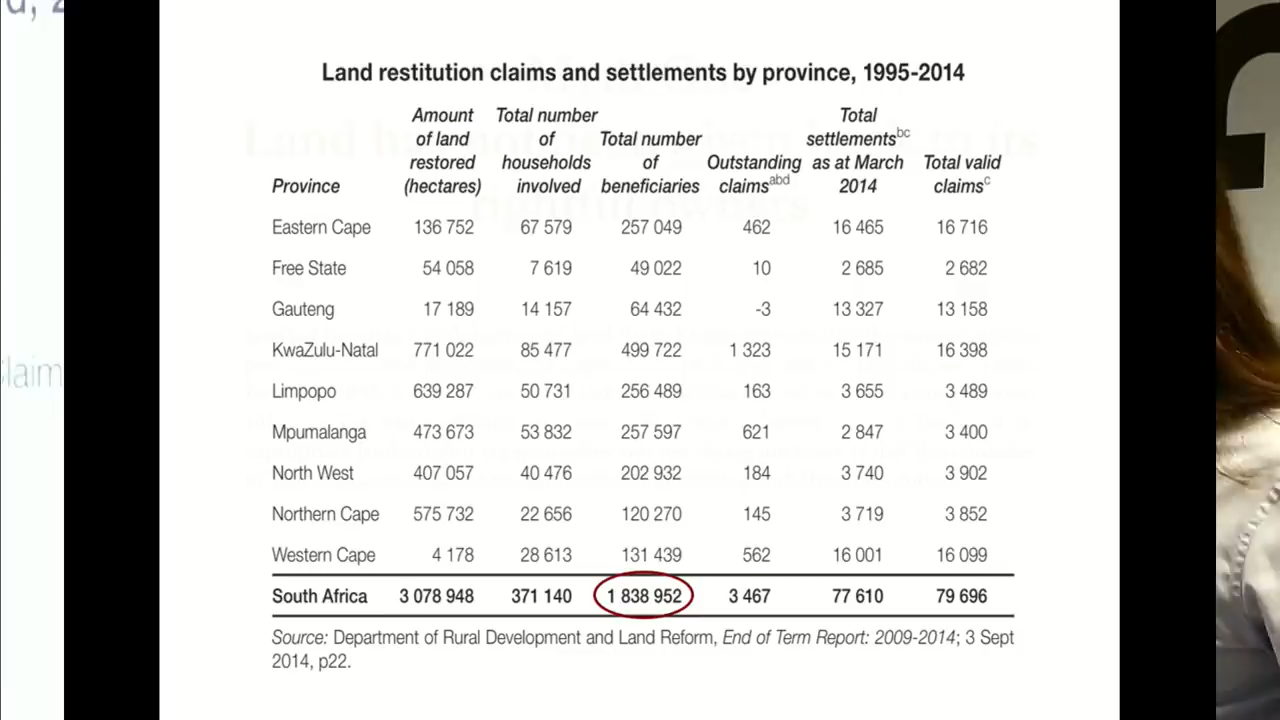 Land restitution claims and settlements by province, 1995-2014
Province Amount of land restored (hectares) Total number of households involved Total number of beneficiaries Outstanding claimsabd Total settlementsbc as at March 2014 Total valid claimsc
Eastern Cape 136 752 67 579 257 049 462 16 465 16 716
Free State 54 058 7 619 49 022 10 2 685 2 682
Gauteng 17 189 14 157 64 432 -3 13 327 13 158
KwaZulu-Natal 771 022 85 477 499 722 1 323 15 171 16 398
Limpopo 639 287 50 731 256 489 163 3 655 3 489
Mpumalanga 473 673 53 832 257 597 621 2 847 3 400
North West 407 057 40 476 202 932 184 3 740 3 902
Northern Cape 575 732 22 656 120 270 145 3 719 3 852
Western Cape 4 178 28 613 131 439 562 16 001 16 099
South Africa 3 078 948 371 140 1 838 952 3 467 77 610 79 696
Source: Department of Rural Development and Land Reform, End of Term Report: 2009-2014; 3 Sept
2014, p22.